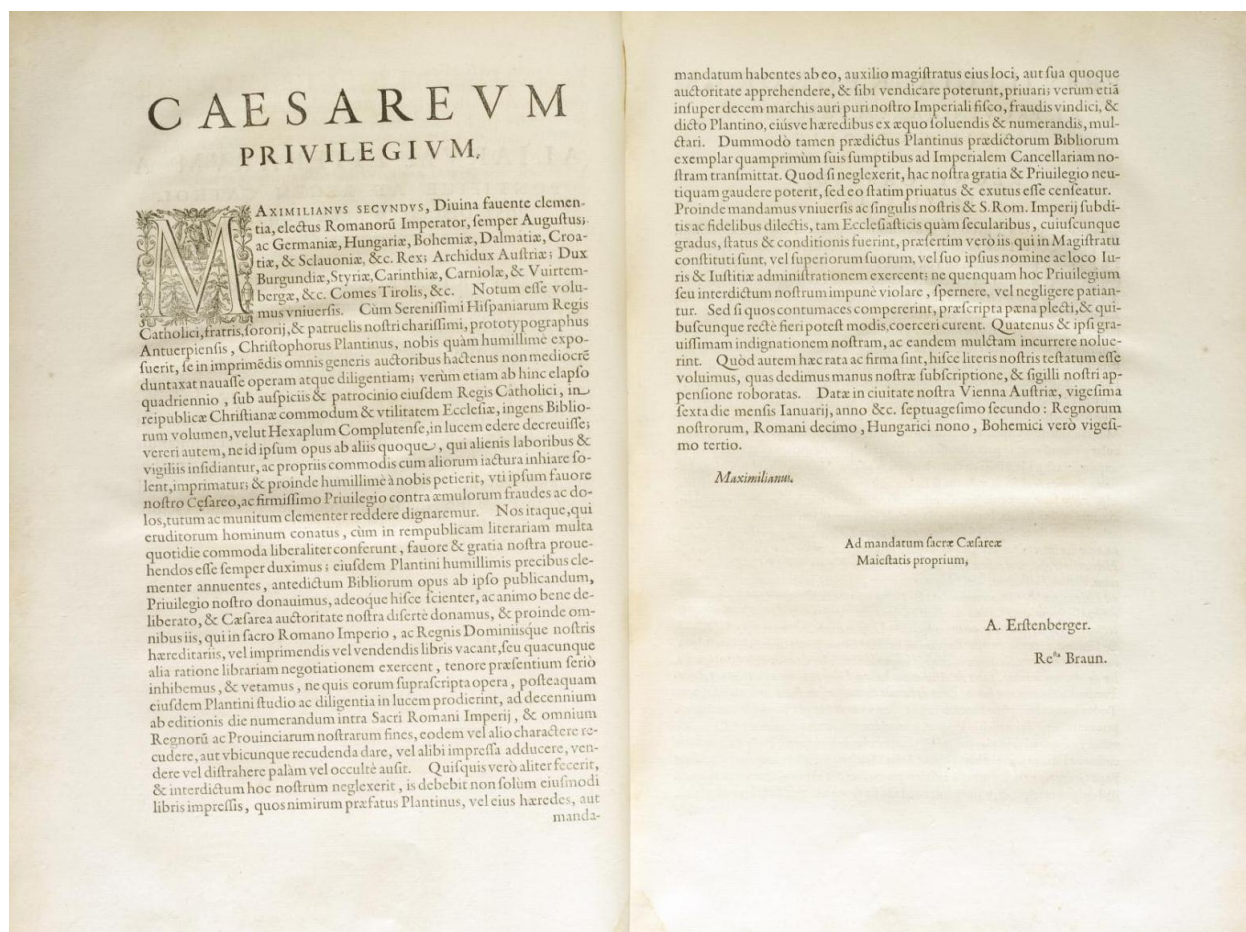 CAESAREVM
PRIVILEGIVM.
MAXIMILIANVS SECVNDVS, Diuina fauente clemen-
tia, electus Romanorū Imperator, ſemper Auguſtus;
ac Germaniæ, Hungariæ, Bohemiæ, Dalmatiæ, Croa-
tiæ, & Sclauoniæ, &c. Rex; Archidux Auſtriæ; Dux
Burgundiæ, Styriæ, Carinthiæ, Carniolæ, & Vuirtem-
bergæ, &c. Comes Tirolis, &c. Notum eſſe volu-
mus vniuerſis. Cùm Sereniſſimi Hiſpaniarum Regis
Catholici, fratris, ſororij, & patruelis noſtri chariſſimi, prototypographus
Antuerpienſis, Chriſtophorus Plantinus, nobis quàm humillimè expo-
ſuerit, ſe in imprimēdis omnis generis auctoribus hactenus non mediocrē
duntaxat nauaſſe operam atque diligentiam; verùm etiam ab hinc elapſo
quadriennio, ſub auſpiciis & patrocinio eiuſdem Regis Catholici, in
reipublicæ Chriſtianæ commodum & vtilitatem Eccleſiæ, ingens Biblio-
rum volumen, velut Hexaplum Complutenſe, in lucem edere decreuiſſe;
vereri autem, ne id ipſum opus ab aliis quoque, qui alienis laboribus &
vigiliis inſidiantur, ac propriis commodis cum aliorum iactura inhiare ſo-
lent, imprimatur; & proinde humillimè à nobis petierit, vti ipſum fauore
noſtro Cęſareo, ac firmiſſimo Priuilegio contra æmulorum fraudes ac do-
los, tutum ac munitum clementer reddere dignaremur. Nos itaque, qui
eruditorum hominum conatus, cùm in rempublicam literariam multa
quotidie commoda liberaliter conferunt, fauore & gratia noſtra proue-
hendos eſſe ſemper duximus; eiuſdem Plantini humillimis precibus cle-
menter annuentes, antedictum Bibliorum opus ab ipſo publicandum,
Priuilegio noſtro donauimus, adeoque hiſce ſcienter, ac animo bene de-
liberato, & Cæſarea auctoritate noſtra diſertè donamus, & proinde om-
nibus iis, qui in ſacro Romano Imperio, ac Regnis Dominiiſque noſtris
hæreditariis, vel imprimendis vel vendendis libris vacant, ſeu quacunque
alia ratione librariam negotiationem exercent, tenore præſentium ſeriò
inhibemus, & vetamus, ne quis eorum ſupraſcripta opera, poſteaquam
eiuſdem Plantini ſtudio ac diligentia in lucem prodierint, ad decennium
ab editionis die numerandum intra Sacri Romani Imperij, & omnium
Regnorū ac Prouinciarum noſtrarum fines, eodem vel alio charactere re-
cudere, aut vbicunque recudenda dare, vel alibi impreſſa adducere, ven-
dere vel diſtrahere palàm vel occultè auſit. Quiſquis verò aliter fecerit,
& interdictum hoc noſtrum neglexerit, is debebit non ſolùm eiuſmodi
libris impreſſis, quos nimirum præfatus Plantinus, vel eius hæredes, aut
manda-
mandatum habentes ab eo, auxilio magiſtratus eius loci, aut ſua quoque
auctoritate apprehendere, & ſibi vendicare poterunt, priuari; verum etiā
inſuper decem marchis auri puri noſtro Imperiali fiſco, fraudis vindici, &
dicto Plantino, eiúsve hæredibus ex æquo ſoluendis & numerandis, mul-
ctari. Dummodò tamen prædictus Plantinus prædictorum Bibliorum
exemplar quamprimùm ſuis ſumptibus ad Imperialem Cancellariam no-
ſtram tranſmittat. Quod ſi neglexerit, hac noſtra gratia & Priuilegio neu-
tiquam gaudere poterit, ſed eo ſtatim priuatus & exutus eſſe cenſeatur.
Proinde mandamus vniuerſis ac ſingulis noſtris & S. Rom. Imperij ſubdi-
tis ac fidelibus dilectis, tam Eccleſiaſticis quàm ſecularibus, cuiuſcunque
gradus, ſtatus & conditionis fuerint, præſertim verò iis qui in Magiſtratu
conſtituti ſunt, vel ſuperiorum ſuorum, vel ſuo ipſius nomine ac loco Iu-
ris & Iuſtitiæ adminiſtrationem exercent; ne quenquam hoc Priuilegium
ſeu interdictum noſtrum impunè violare, ſpernere, vel negligere patian-
tur. Sed ſi quos contumaces compererint, præſcripta pæna plecti, & qui-
buſcunque rectè fieri poteſt modis, coerceri curent. Quatenus & ipſi gra-
uiſſimam indignationem noſtram, ac eandem mulctam incurrere nolue-
rint. Quòd autem hæc rata ac firma ſint, hiſce literis noſtris teſtatum eſſe
voluimus, quas dedimus manus noſtræ ſubſcriptione, & ſigilli noſtri ap-
penſione roboratas. Datæ in ciuitate noſtra Vienna Auſtriæ, vigeſima
ſexta die menſis Ianuarij, anno &c. ſeptuageſimo ſecundo: Regnorum
noſtrorum, Romani decimo, Hungarici nono, Bohemici verò vigeſi-
mo tertio.
Maximilianus.
Ad mandatum ſacræ Cæſareæ
Maieſtatis proprium,
A. Erſtenberger.
Re^ta Braun.